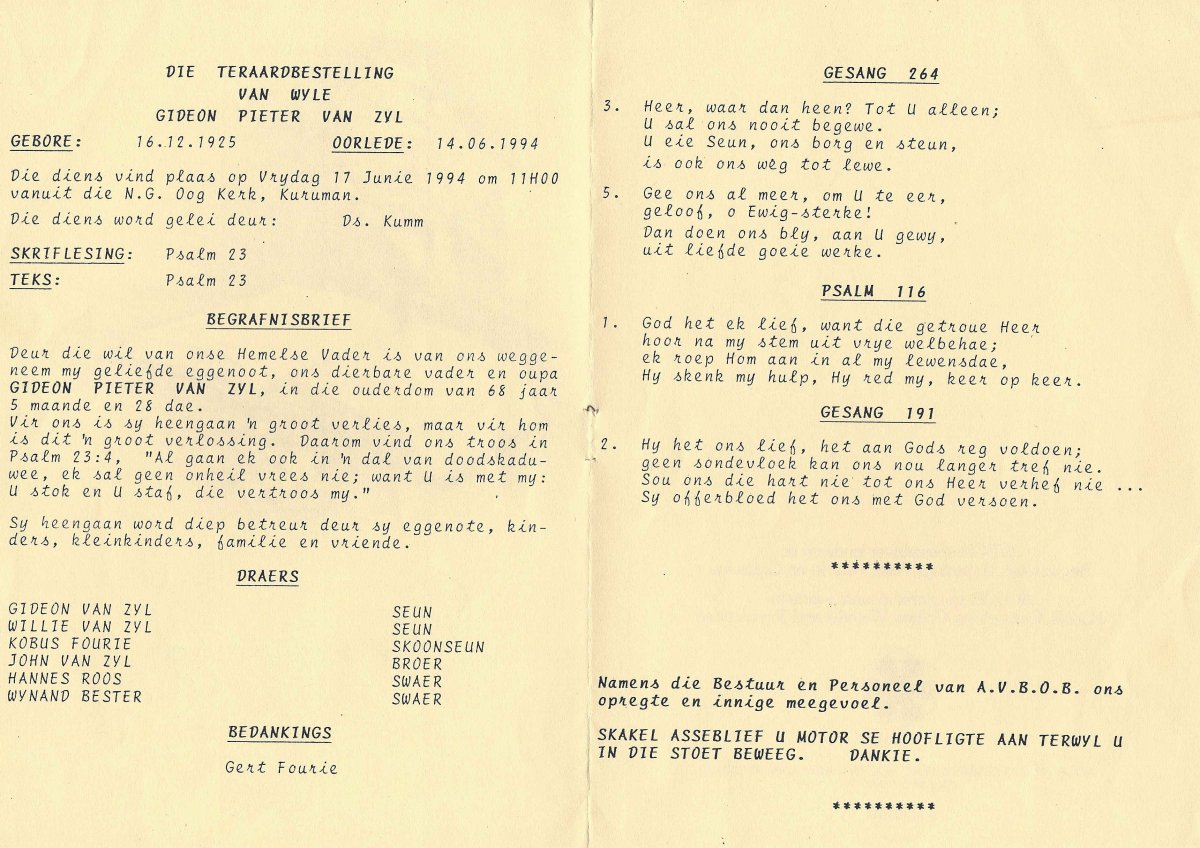 DIE TERAARDBESTELLING
VAN WYLE
GIDEON PIETER VAN ZYL
GEBORE: 16.12.1925 OORLEDE: 14.06.1994
Die diens vind plaas op Vrydag 17 Junie 1994 om 11H00
vanuit die N.G. Oog Kerk, Kuruman.
Die diens word gelei deur: Ds. Kumm
SKRIFLESING: Psalm 23
TEKS: Psalm 23
BEGRAFNISBRIEF
Deur die wil van onse Hemelse Vader is van ons wegge-
neem my geliefde eggenoot, ons dierbare vader en oupa
GIDEON PIETER VAN ZYL, in die ouderdom van 68 jaar
5 maande en 28 dae.
Vir ons is sy heengaan 'n groot verlies, maar vir hom
is dit 'n groot verlossing. Daarom vind ons troos in
Psalm 23:4, "Al gaan ek ook in 'n dal van doodskadu-
wee, ek sal geen onheil vrees nie; want U is met my:
U stok en U staf, die vertroos my."
Sy heengaan word diep betreur deur sy eggenote, kin-
ders, kleinkinders, familie en vriende.
DRAERS
GIDEON VAN ZYL SEUN
WILLIE VAN ZYL SEUN
KOBUS FOURIE SKOONSEUN
JOHN VAN ZYL BROER
HANNES ROOS SWAER
WYNAND BESTER SWAER
BEDANKINGS
Gert Fourie
GESANG 264
3. Heer, waar dan heen? Tot U alleen;
U sal ons nooit begewe.
U eie Seun, ons borg en steun,
is ook ons weg tot lewe.
5. Gee ons al meer, om U te eer,
geloof, o Ewig-sterke!
Dan doen ons bly, aan U gewy,
uit liefde goeie werke.
PSALM 116
1. God het ek lief, want die getroue Heer
hoor na my stem uit vrye welbehae;
ek roep Hom aan in al my lewensdae,
Hy skenk my hulp, Hy red my, keer op keer.
GESANG 191
2. Hy het ons lief, het aan Gods reg voldoen;
geen sondevloek kan ons nou langer tref nie.
Sou ons die hart nie tot ons Heer verhef nie ...
Sy offerbloed het ons met God versoen.
**********
Namens die Bestuur en Personeel van A.V.B.O.B. ons
opregte en innige meegevoel.
SKAKEL ASSEBLIEF U MOTOR SE HOOFLIGTE AAN TERWYL U
IN DIE STOET BEWEEG. DANKIE.
**********